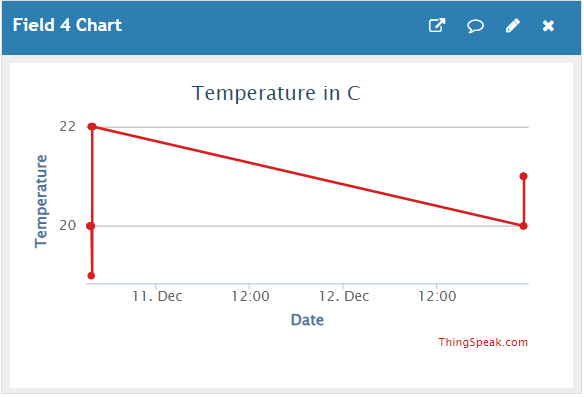 Field 4 Chart
Temperature in C
22
20
Temperature
11. Dec 12:00 12. Dec 12:00
Date
ThingSpeak.com